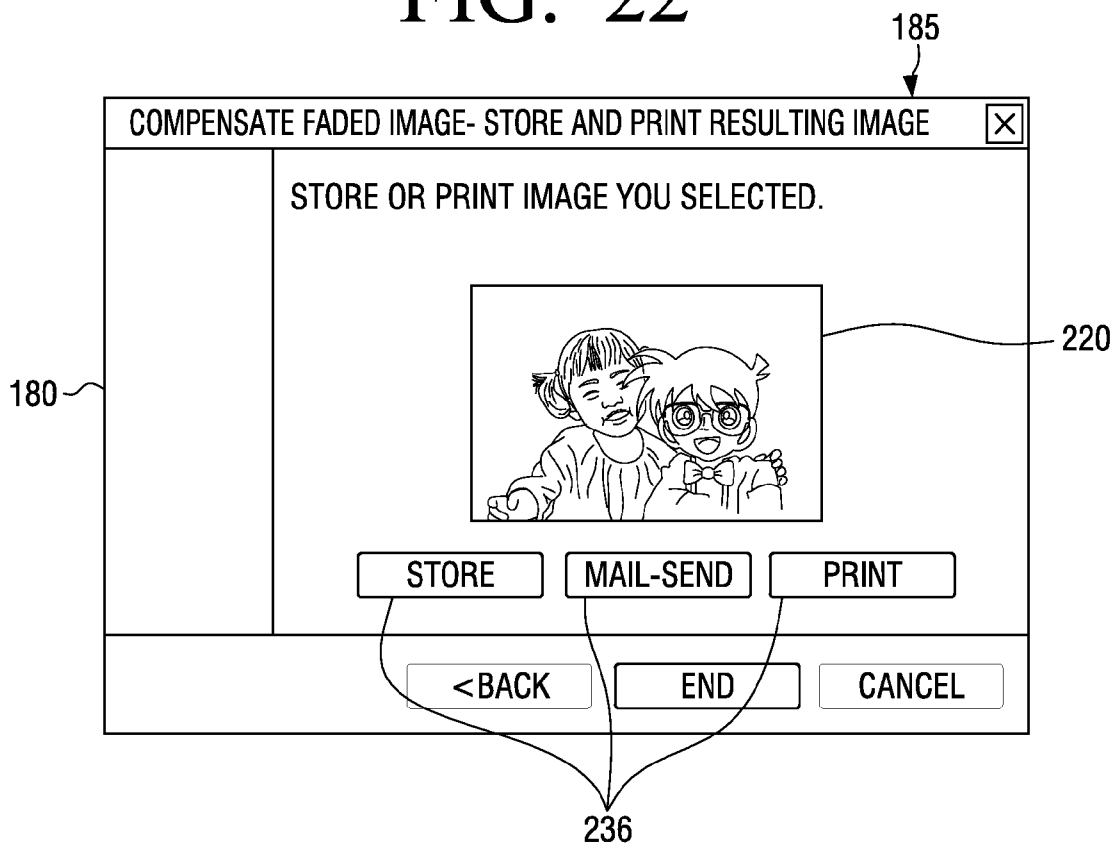 FIG. 22
185
COMPENSATE FADED IMAGE- STORE AND PRINT RESULTING IMAGE
STORE OR PRINT IMAGE YOU SELECTED.
220
180
STORE MAIL-SEND PRINT
<BACK END CANCEL
236